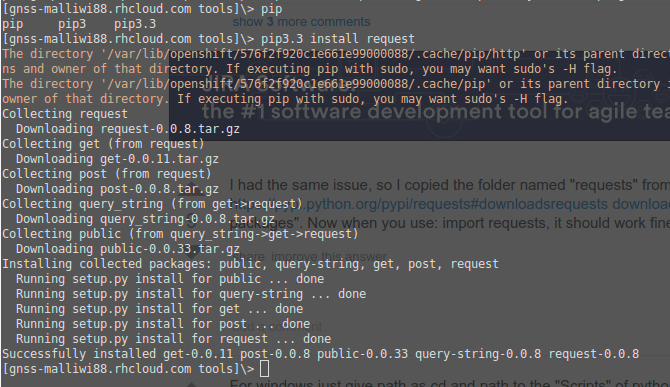 [gnss-malliwi88.rhcloud.com tools]\> pip
pip     pip3     pip3.3
show 3 more comments
[gnss-malliwi88.rhcloud.com tools]\> pip3.3 install request
The directory '/var/lib/openshift/576f2f920c1e661e99000088/.cache/pip/http' or its parent direct
ns and owner of that directory. If executing pip with sudo, you may want sudo's -H flag.
The directory '/var/lib/openshift/576f2f920c1e661e99000088/.cache/pip' or its parent directory i
owner of that directory. If executing pip with sudo, you may want sudo's -H flag.
the #1 software development tool for agile tea
Collecting request
  Downloading request-0.0.8.tar.gz
Collecting get (from request)
  Downloading get-0.0.11.tar.gz
Collecting post (from request)
  Downloading post-0.0.8.tar.gz
I had the same issue, so I copied the folder named "requests" from
Collecting query_string (from get->request)
python.org/pypi/requests#downloadsrequests download
  Downloading query_string-0.0.8.tar.gz
packages". Now when you use: import requests, it should work fine
Collecting public (from query_string->get->request)
  Downloading public-0.0.33.tar.gz
share improve this answer
Installing collected packages: public, query-string, get, post, request
  Running setup.py install for public ... done
  Running setup.py install for query-string ... done
  Running setup.py install for get ... done
  Running setup.py install for post ... done
  Running setup.py install for request ... done
Successfully installed get-0.0.11 post-0.0.8 public-0.0.33 query-string-0.0.8 request-0.0.8
[gnss-malliwi88.rhcloud.com tools]\>
For windows just give path as cd and path to the "Scripts" of python